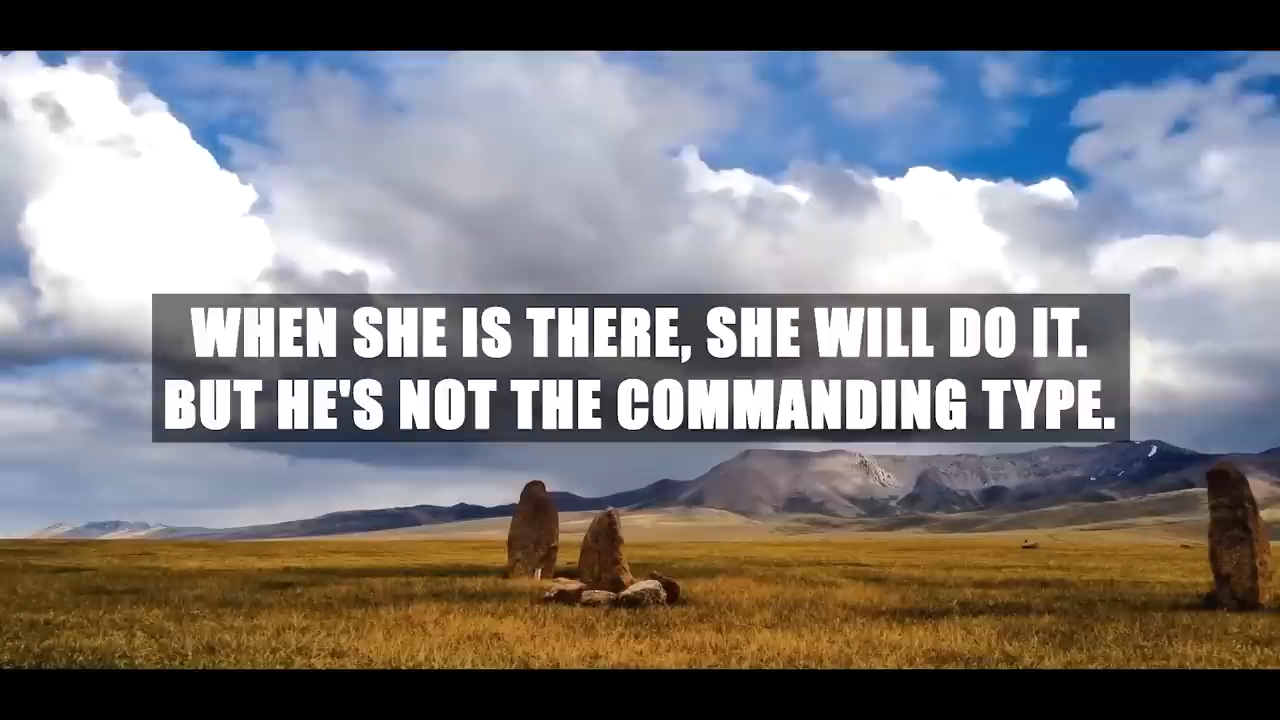 WHEN SHE IS THERE, SHE WILL DO IT.
BUT HE'S NOT THE COMMANDING TYPE.